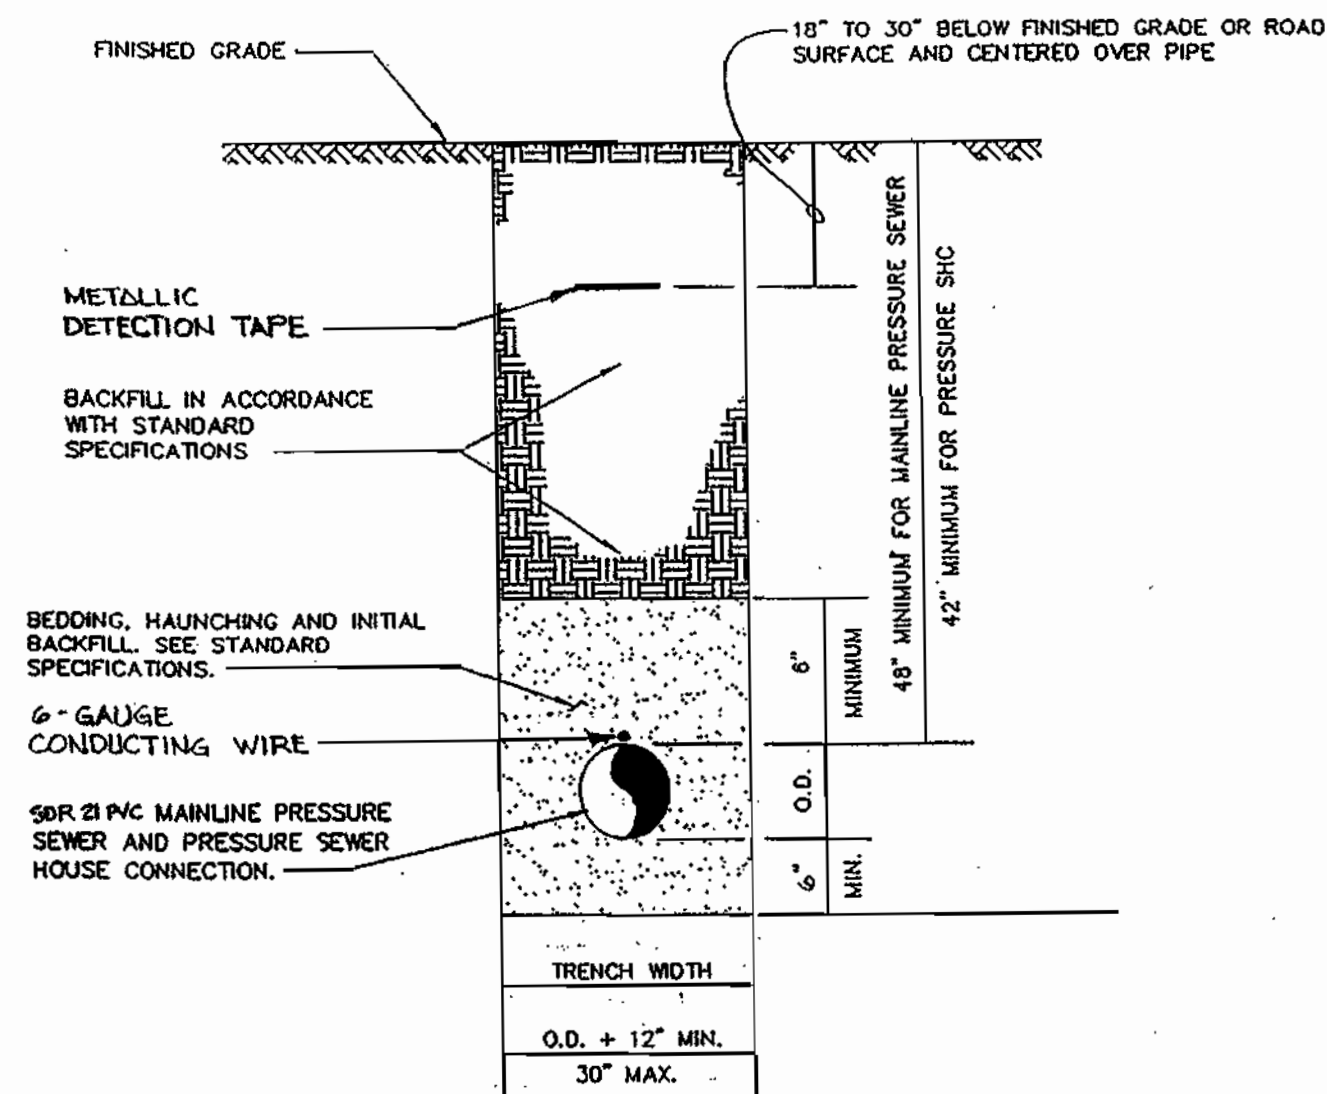 FINISHED GRADE
18" TO 30" BELOW FINISHED GRADE OR ROAD
SURFACE AND CENTERED OVER PIPE
METALLIC
DETECTION TAPE
BACKFILL IN ACCORDANCE
WITH STANDARD
SPECIFICATIONS
48" MINIMUM FOR MAINLINE PRESSURE SEWER
42" MINIMUM FOR PRESSURE SHC
BEDDING, HAUNCHING AND INITIAL
BACKFILL. SEE STANDARD
SPECIFICATIONS.
6-GAUGE
CONDUCTING WIRE
SDR 21 PVC MAINLINE PRESSURE
SEWER AND PRESSURE SEWER
HOUSE CONNECTION.
6"
MINIMUM
O.D.
6"
MIN.
TRENCH WIDTH
O.D. + 12" MIN.
30" MAX.